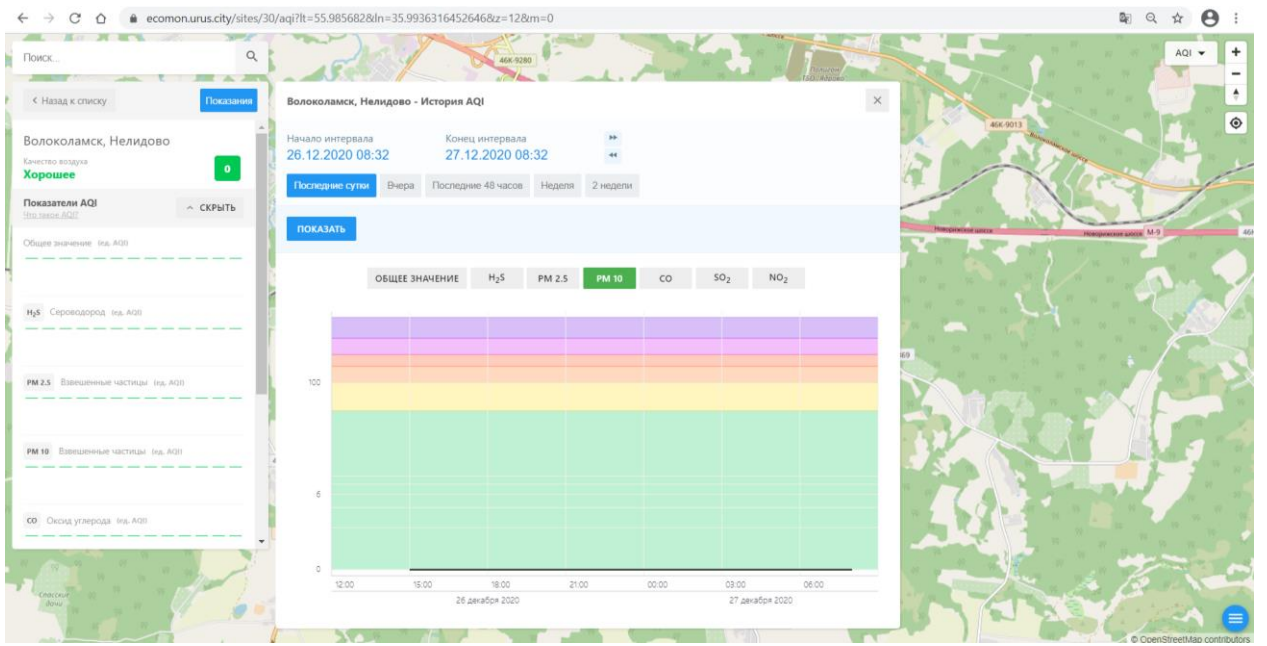 ecomon.urus.city/sites/30/aqi?lt=55.985682&ln=35.9936316452646&z=12&m=0
Поиск...
AQI
46К-9280
46К-9013
Волоколамское шоссе
Новорижское шоссе
Новорижское шоссе
М-9
Спасские
дачи
Назад к списку
Показания
Волоколамск, Нелидово
Качество воздуха
Хорошее
0
Показатели AQI
Что такое AQI?
СКРЫТЬ
Общее значение (ед. AQI)
H₂S Сероводород (ед. AQI)
PM 2.5 Взвешенные частицы (ед. AQI)
PM 10 Взвешенные частицы (ед. AQI)
CO Оксид углерода (ед. AQI)
Волоколамск, Нелидово - История AQI
Начало интервала
Конец интервала
26.12.2020 08:32
27.12.2020 08:32
Последние сутки
Вчера
Последние 48 часов
Неделя
2 недели
ПОКАЗАТЬ
ОБЩЕЕ ЗНАЧЕНИЕ
H₂S
PM 2.5
PM 10
CO
SO₂
NO₂
100
6
0
12:00
15:00
18:00
21:00
00:00
03:00
06:00
26 декабря 2020
27 декабря 2020
© OpenStreetMap contributors